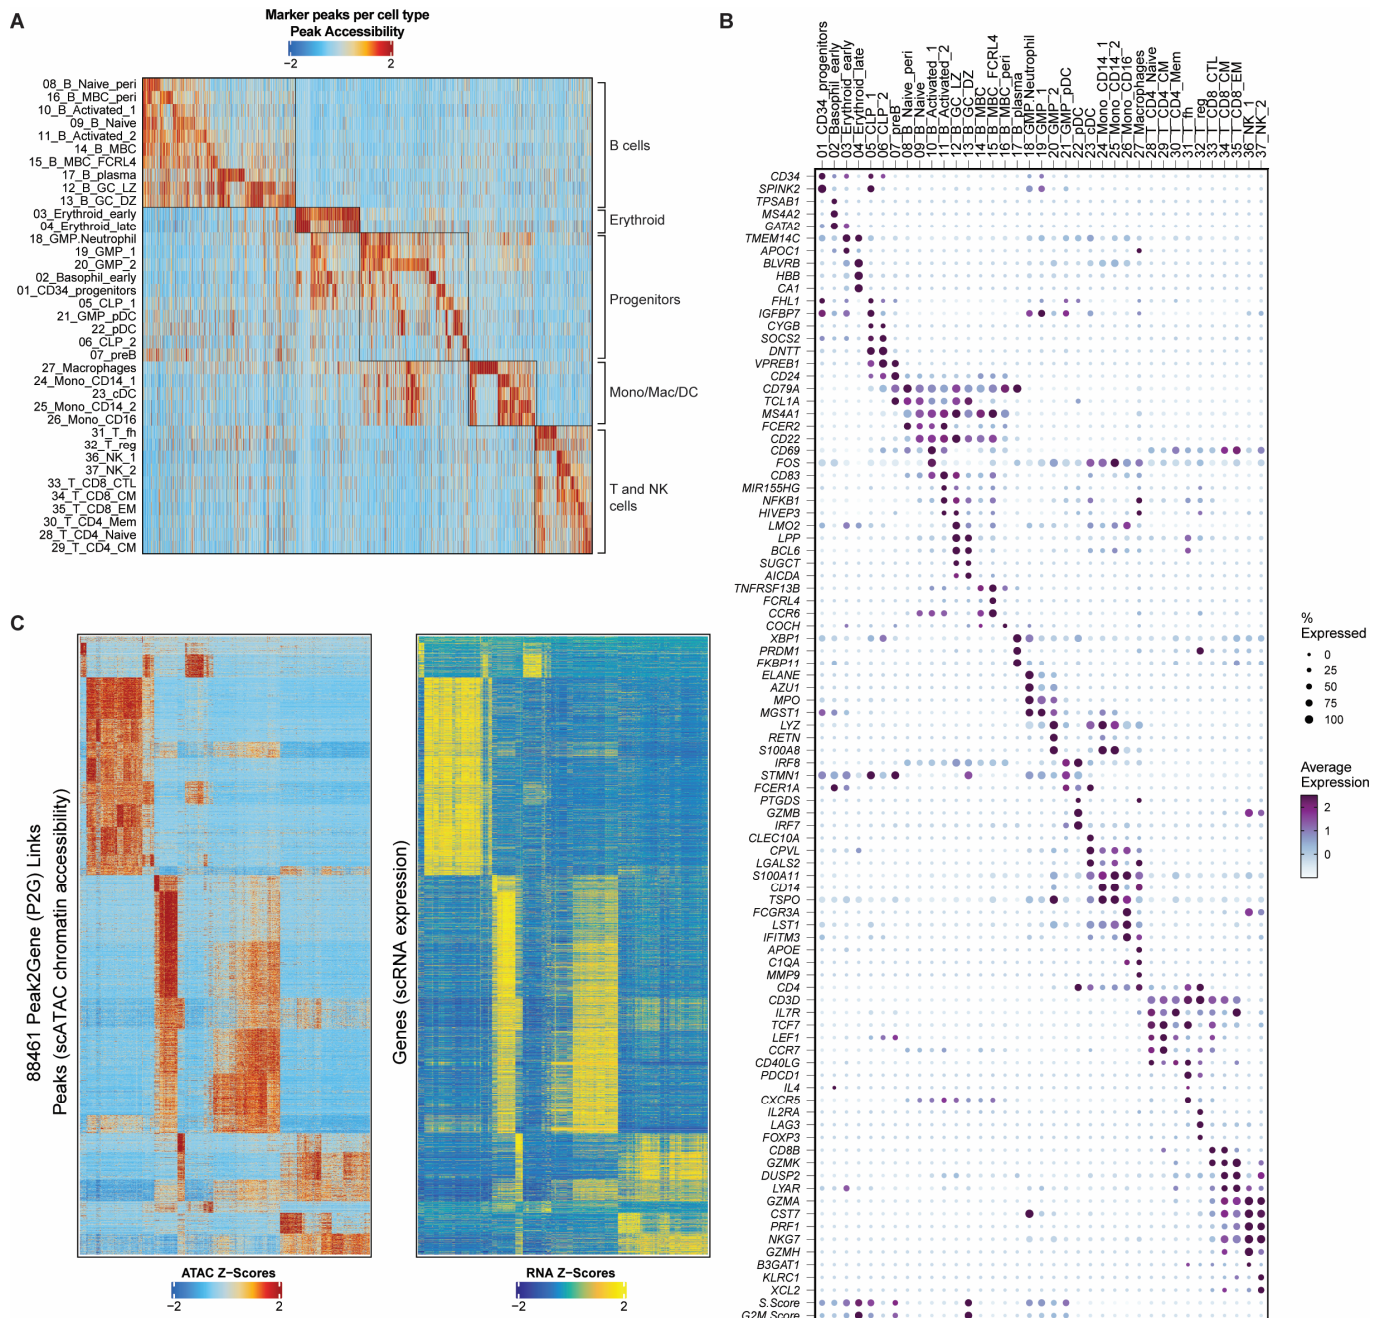 A
Marker peaks per cell type
Peak Accessibility
−2
2
08_B_Naive_peri
16_B_MBC_peri
10_B_Activated_1
09_B_Naive
11_B_Activated_2
14_B_MBC
15_B_MBC_FCRL4
17_B_plasma
12_B_GC_LZ
13_B_GC_DZ
03_Erythroid_early
04_Erythroid_late
18_GMP.Neutrophil
19_GMP_1
20_GMP_2
02_Basophil_early
01_CD34_progenitors
05_CLP_1
21_GMP_pDC
22_pDC
06_CLP_2
07_preB
27_Macrophages
24_Mono_CD14_1
23_cDC
25_Mono_CD14_2
26_Mono_CD16
31_T_fh
32_T_reg
36_NK_1
37_NK_2
33_T_CD8_CTL
34_T_CD8_CM
35_T_CD8_EM
30_T_CD4_Mem
28_T_CD4_Naive
29_T_CD4_CM
B cells
Erythroid
Progenitors
Mono/Mac/DC
T and NK
cells
B
01_CD34_progenitors
02_Basophil_early
03_Erythroid_early
04_Erythroid_late
05_CLP_1
06_CLP_2
07_preB
08_B_Naive_peri
09_B_Naive
10_B_Activated_1
11_B_Activated_2
12_B_GC_LZ
13_B_GC_DZ
14_B_MBC
15_B_MBC_FCRL4
16_B_MBC_peri
17_B_plasma
18_GMP.Neutrophil
19_GMP_1
20_GMP_2
21_GMP_pDC
22_pDC
23_cDC
24_Mono_CD14_1
25_Mono_CD14_2
26_Mono_CD16
27_Macrophages
28_T_CD4_Naive
29_T_CD4_CM
30_T_CD4_Mem
31_T_fh
32_T_reg
33_T_CD8_CTL
34_T_CD8_CM
35_T_CD8_EM
36_NK_1
37_NK_2
CD34
SPINK2
TPSAB1
MS4A2
GATA2
TMEM14C
APOC1
BLVRB
HBB
CA1
FHL1
IGFBP7
CYGB
SOCS2
DNTT
VPREB1
CD24
CD79A
TCL1A
MS4A1
FCER2
CD22
CD69
FOS
CD83
MIR155HG
NFKB1
HIVEP3
LMO2
LPP
BCL6
SUGCT
AICDA
TNFRSF13B
FCRL4
CCR6
COCH
XBP1
PRDM1
FKBP11
ELANE
AZU1
MPO
MGST1
LYZ
RETN
S100A8
IRF8
STMN1
FCER1A
PTGDS
GZMB
IRF7
CLEC10A
CPVL
LGALS2
S100A11
CD14
TSPO
FCGR3A
LST1
IFITM3
APOE
C1QA
MMP9
CD4
CD3D
IL7R
TCF7
LEF1
CCR7
CD40LG
PDCD1
IL4
CXCR5
IL2RA
LAG3
FOXP3
CD8B
GZMK
DUSP2
LYAR
GZMA
CST7
PRF1
NKG7
GZMH
B3GAT1
KLRC1
XCL2
S.Score
G2M.Score
%
Expressed
0
25
50
75
100
Average
Expression
2
1
0
C
88461 Peak2Gene (P2G) Links
Peaks (scATAC chromatin accessibility)
Genes (scRNA expression)
ATAC Z−Scores
−2
2
RNA Z−Scores
−2
2